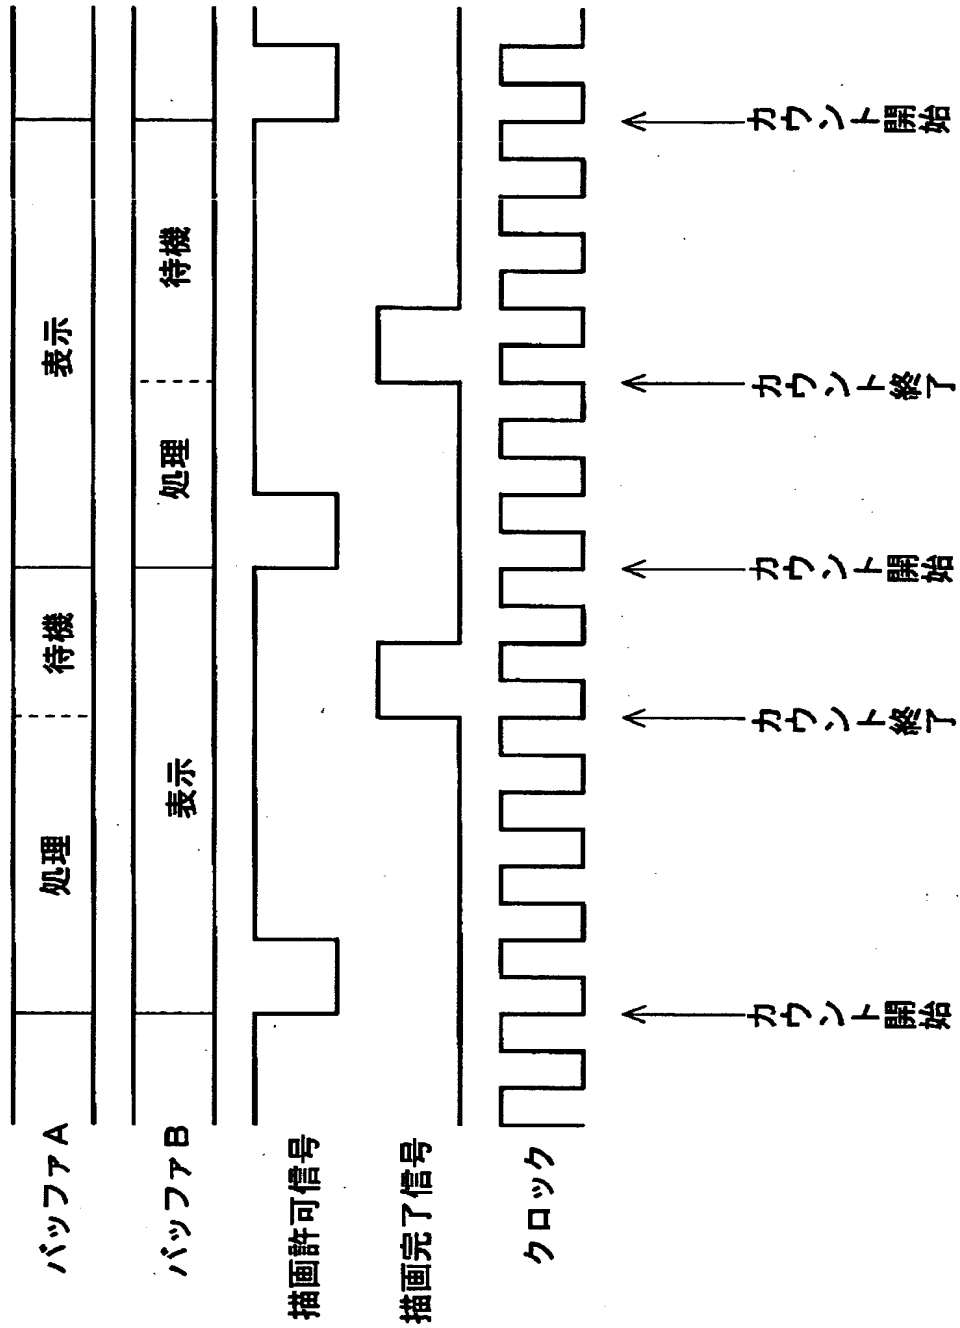 バッファA
処理
待機
表示
バッファB
表示
処理
待機
描画許可信号
描画完了信号
クロック
カウント開始
カウント終了
カウント開始
カウント終了
カウント開始